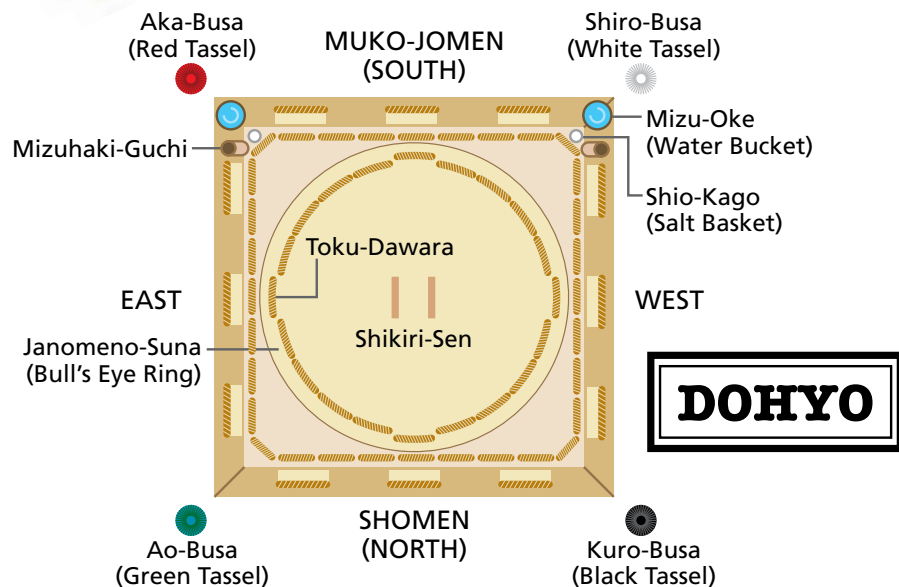 Aka-Busa
(Red Tassel)
MUKO-JOMEN
(SOUTH)
Shiro-Busa
(White Tassel)
Mizuhaki-Guchi
Mizu-Oke
(Water Bucket)
Shio-Kago
(Salt Basket)
Toku-Dawara
EAST
WEST
Shikiri-Sen
Janomeno-Suna
(Bull's Eye Ring)
DOHYO
SHOMEN
(NORTH)
Ao-Busa
(Green Tassel)
Kuro-Busa
(Black Tassel)